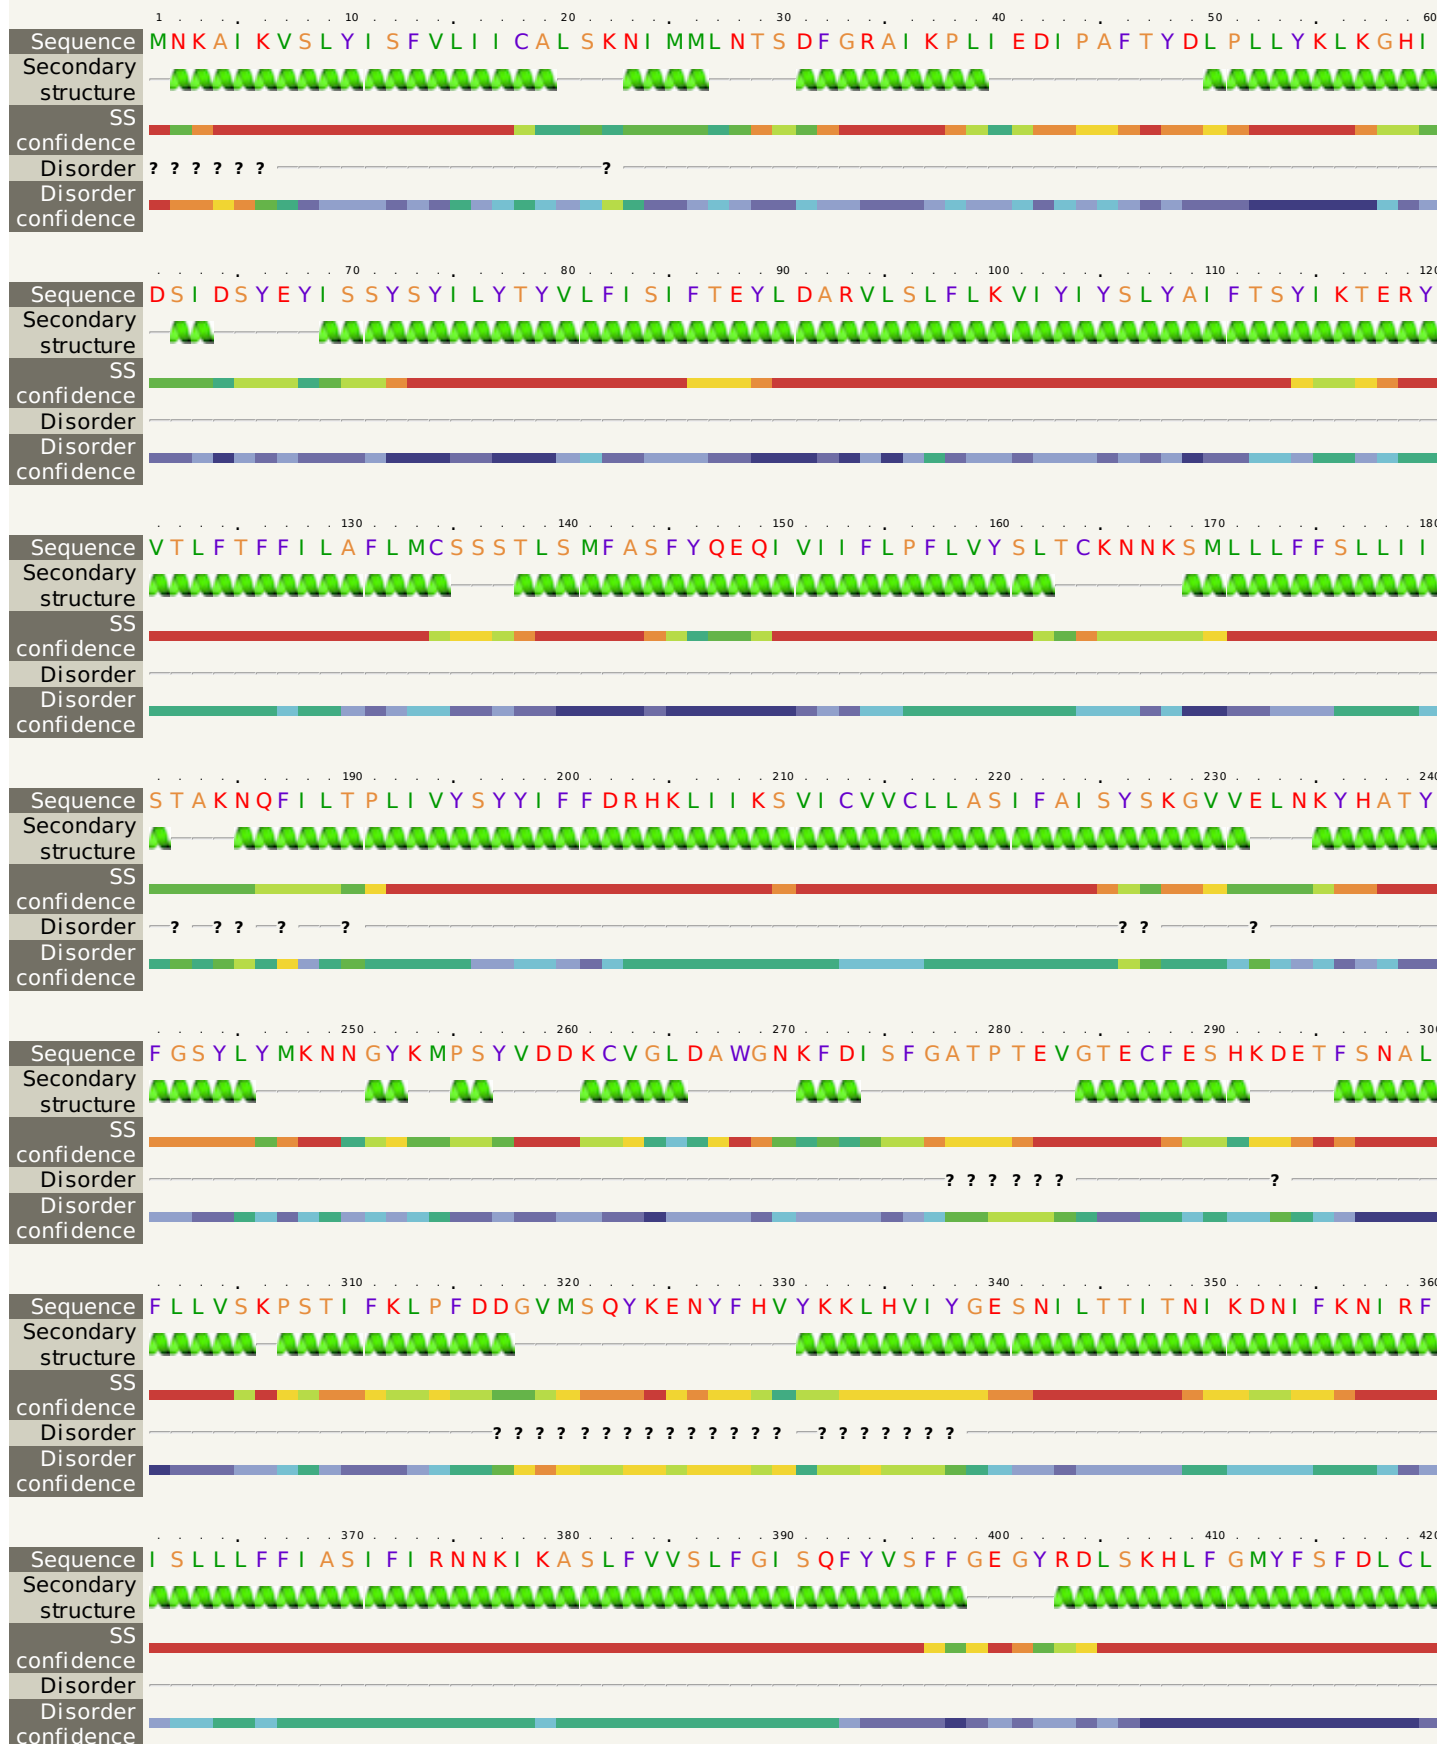 1 10 20 30 40 50 60
Sequence MNKAIKVSLYISFVLIICALSKNIMMLNTSDFGRAIKPLIEDIPAFTYDLPLLYKLKGHI
Secondary
structure
SS
confidence
Disorder ? ? ? ? ? ? ?
Disorder
confidence
70 80 90 100 110 120
Sequence DSIDSYEYISSYSYILYTYVLFISIFTEYLDARVLSLFLKVIYIYSLYAIFTSYIKTERY
Secondary
structure
SS
confidence
Disorder
Disorder
confidence
130 140 150 160 170 180
Sequence VTLFTFFILAFLMCSSSTLSMFASFYQEQIVIIFLPFLVYSLTCKNNKSMLLLFFSLLII
Secondary
structure
SS
confidence
Disorder
Disorder
confidence
190 200 210 220 230 240
Sequence STAKNQFILTPLIVYSYYIFFDRHKLIIKSVICVVCLLASIFAISYSKGVVELNKYHATY
Secondary
structure
SS
confidence
Disorder ? ? ? ? ? ? ? ?
Disorder
confidence
250 260 270 280 290 300
Sequence FGSYLYMKNNGYKMPSYVDDKCVGLDAWGNKFDISFGATPTEVGTECFESHKDETFSNAL
Secondary
structure
SS
confidence
Disorder ? ? ? ? ? ? ?
Disorder
confidence
310 320 330 340 350 360
Sequence FLLVSKPSTIFKLPFDDGVMSQYKENYFHVYKKLHVIYGESNILTTITNIKDNIFKNIRF
Secondary
structure
SS
confidence
Disorder ? ? ? ? ? ? ? ? ? ? ? ? ? ? ? ? ? ? ? ? ?
Disorder
confidence
370 380 390 400 410 420
Sequence ISLLLFFIASIFIRNNKIKASLFVVSLFGISQFYVSFFGEGYRDLSKHLFGMYFSFDLCL
Secondary
structure
SS
confidence
Disorder
Disorder
confidence